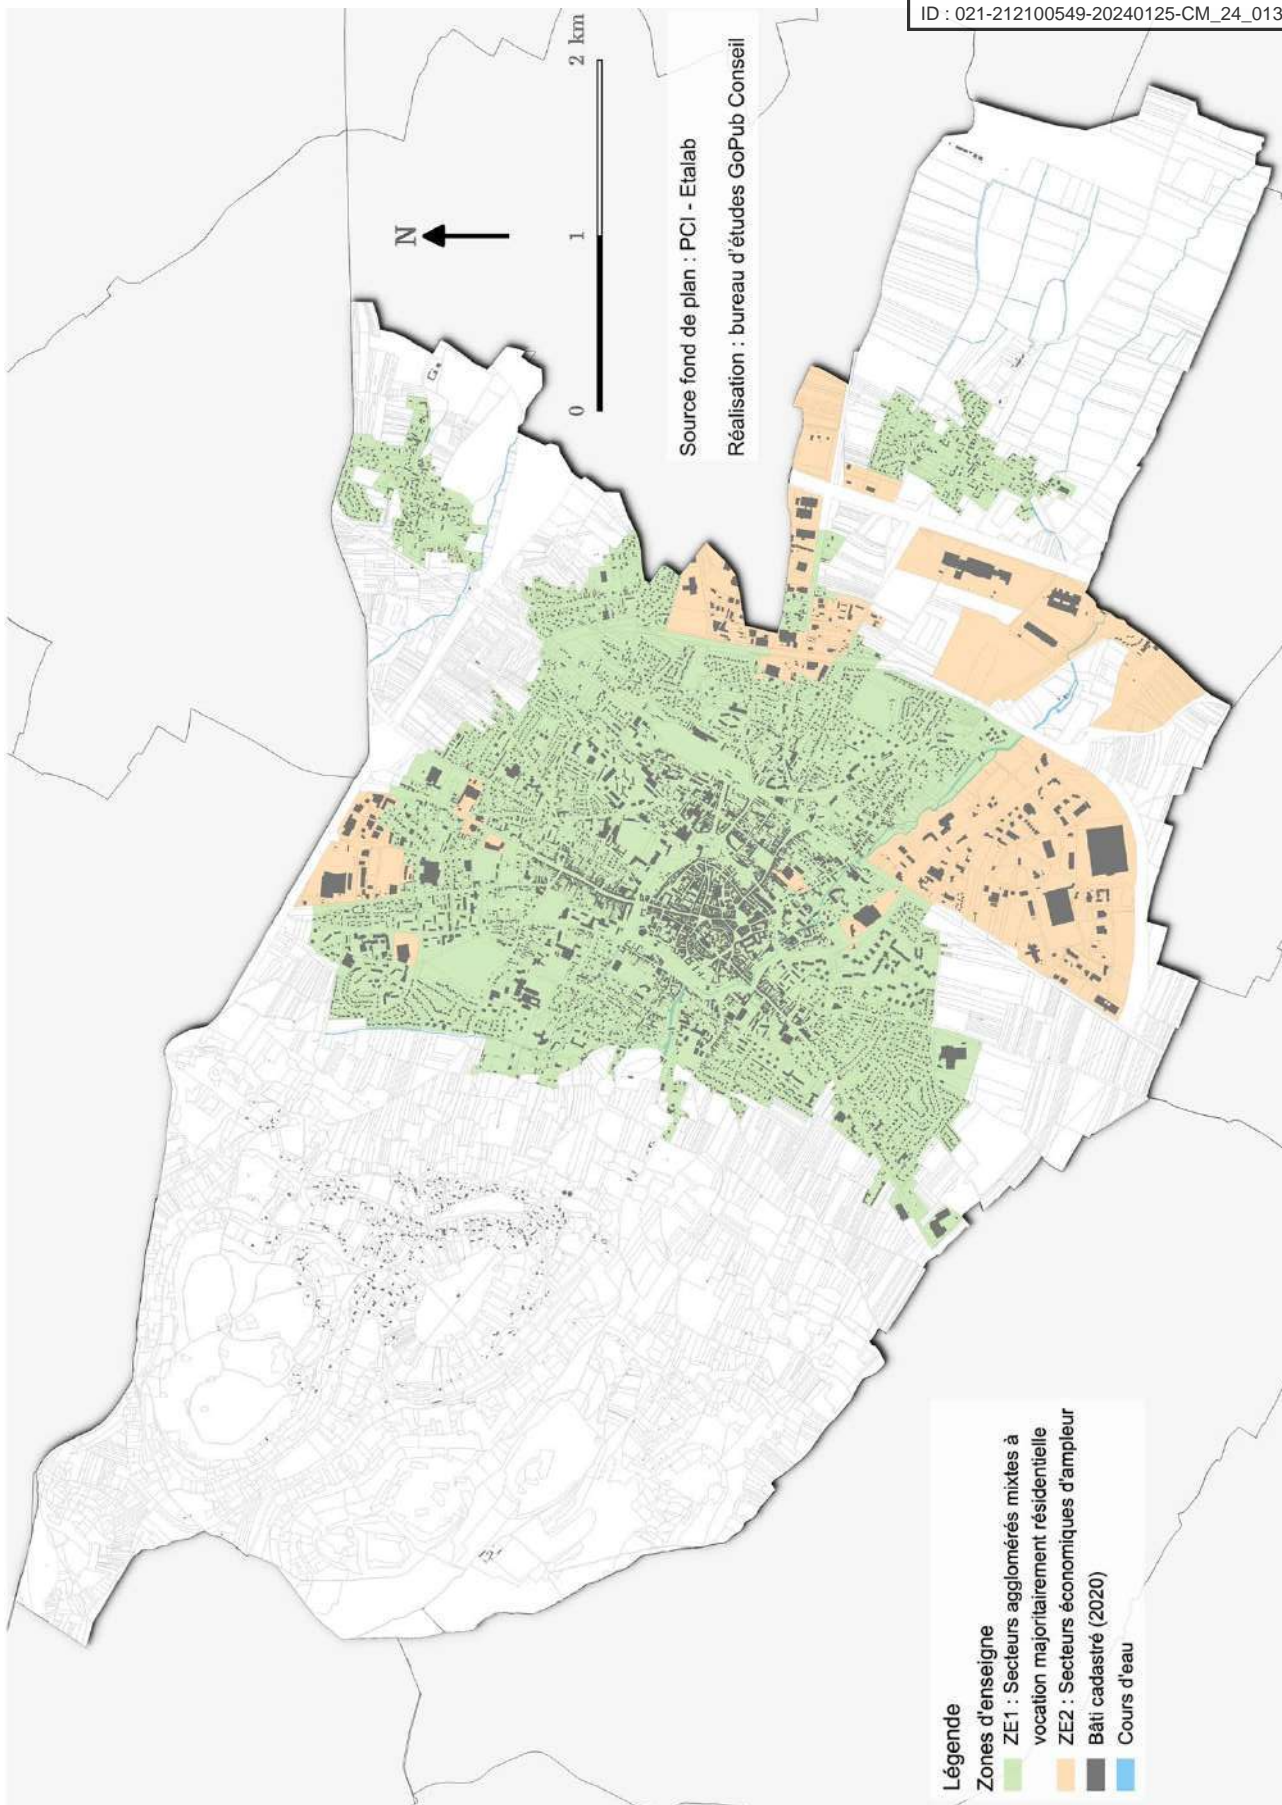 ID : 021-212100549-20240125-CM_24_013
N
0 1 2 km
Source fond de plan : PCI - Etalab
Réalisation : bureau d'études GoPub Conseil
Légende
Zones d'enseigne
ZE1 : Secteurs agglomérés mixtes à
vocation majoritairement résidentielle
ZE2 : Secteurs économiques d'ampleur
Bâti cadastré (2020)
Cours d'eau